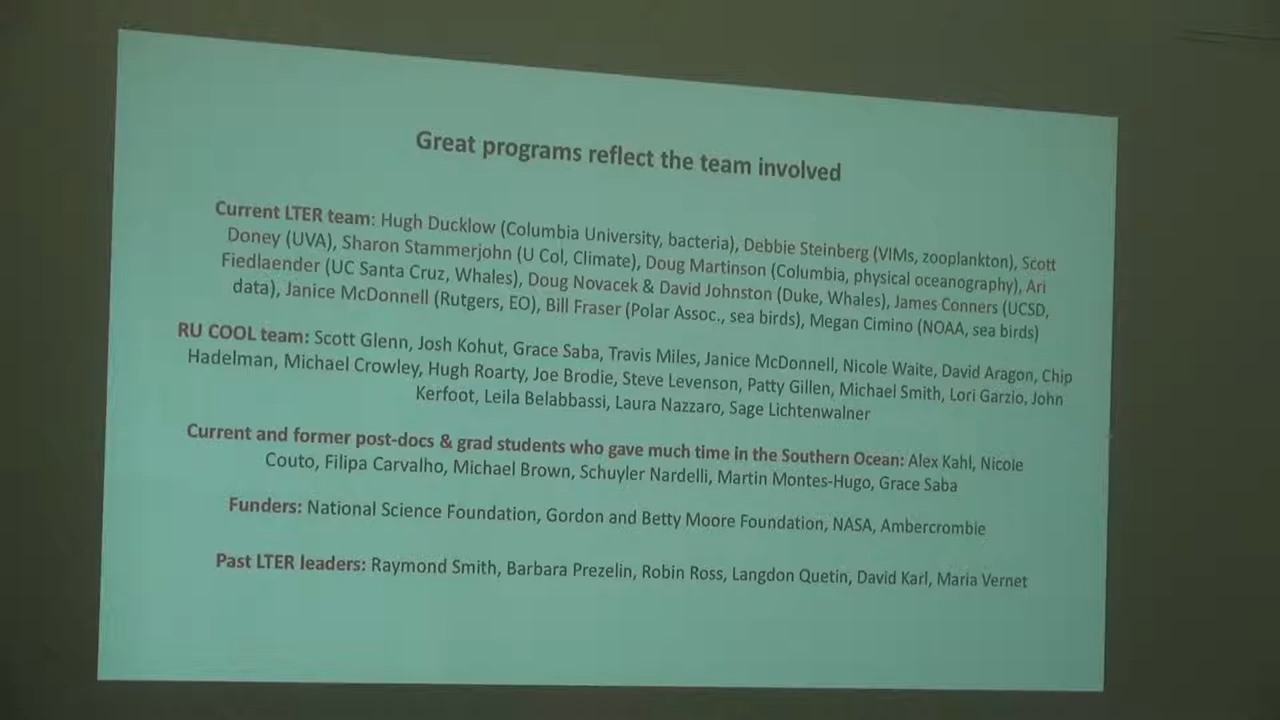 Great programs reflect the team involved
Current LTER team: Hugh Ducklow (Columbia University, bacteria), Debbie Steinberg (VIMs, zooplankton), Scott
Doney (UVA), Sharon Stammerjohn (U Col, Climate), Doug Martinson (Columbia, physical oceanography), Ari
Fiedlaender (UC Santa Cruz, Whales), Doug Novacek & David Johnston (Duke, Whales), James Conners (UCSD,
data), Janice McDonnell (Rutgers, EO), Bill Fraser (Polar Assoc., sea birds), Megan Cimino (NOAA, sea birds)
RU COOL team: Scott Glenn, Josh Kohut, Grace Saba, Travis Miles, Janice McDonnell, Nicole Waite, David Aragon, Chip
Hadelman, Michael Crowley, Hugh Roarty, Joe Brodie, Steve Levenson, Patty Gillen, Michael Smith, Lori Garzio, John
Kerfoot, Leila Belabbassi, Laura Nazzaro, Sage Lichtenwalner
Current and former post-docs & grad students who gave much time in the Southern Ocean: Alex Kahl, Nicole
Couto, Filipa Carvalho, Michael Brown, Schuyler Nardelli, Martin Montes-Hugo, Grace Saba
Funders: National Science Foundation, Gordon and Betty Moore Foundation, NASA, Ambercrombie
Past LTER leaders: Raymond Smith, Barbara Prezelin, Robin Ross, Langdon Quetin, David Karl, Maria Vernet